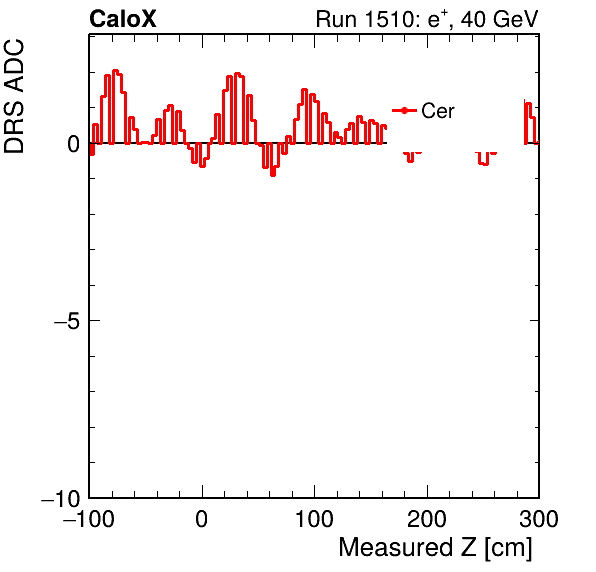 CaloX Run 1510: e⁺, 40 GeV
DRS ADC
Cer
0
−5
−10
−100 0 100 200 300
Measured Z [cm]